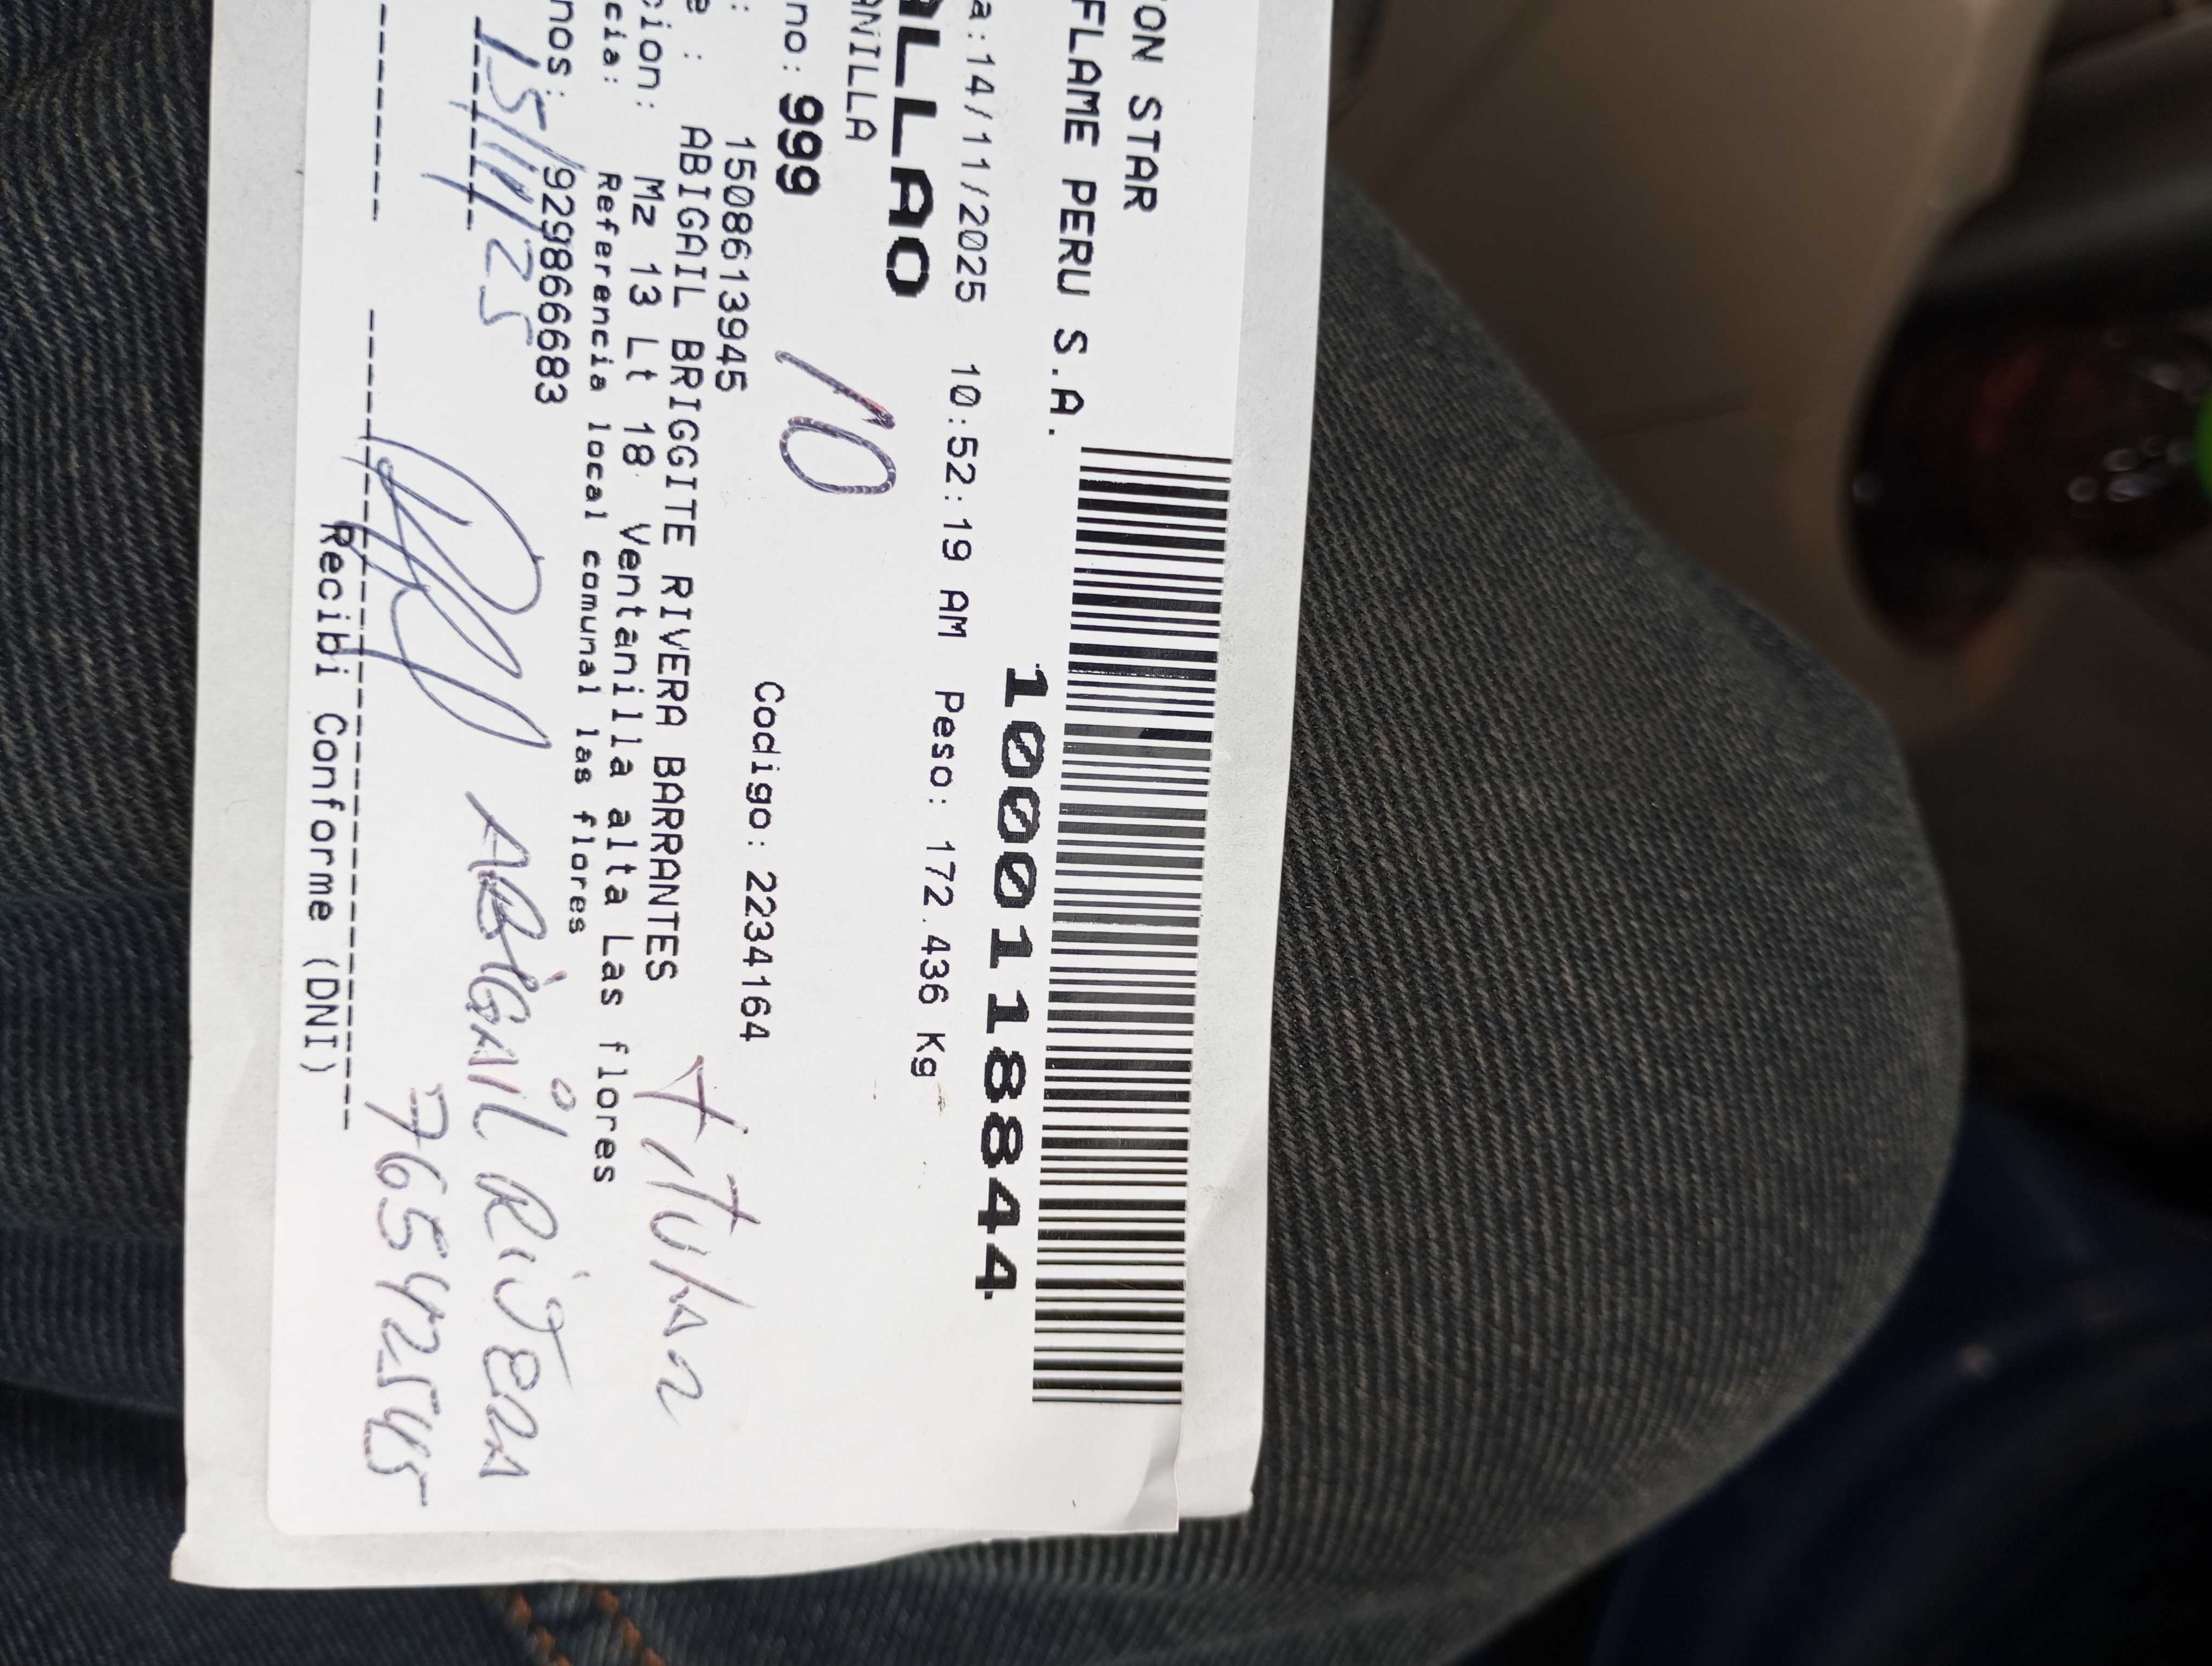 ON STAR
FLAME PERU S.A.
1000118844
a:14/11/2025 10:52:19 AM Peso: 172.436 Kg
ALLAO
ANILLA
no: 999
10
: 1508613945 Codigo: 2234164
e : ABIGAIL BRIGGITE RIVERA BARRANTES
cion: Mz 13 Lt 18 Ventanilla alta Las flores
cia: Referencia local comunal las flores
nos: 929866683
titular
15/11/25
ABIGAIL RIVERA
76542545
Recibi Conforme (DNI)